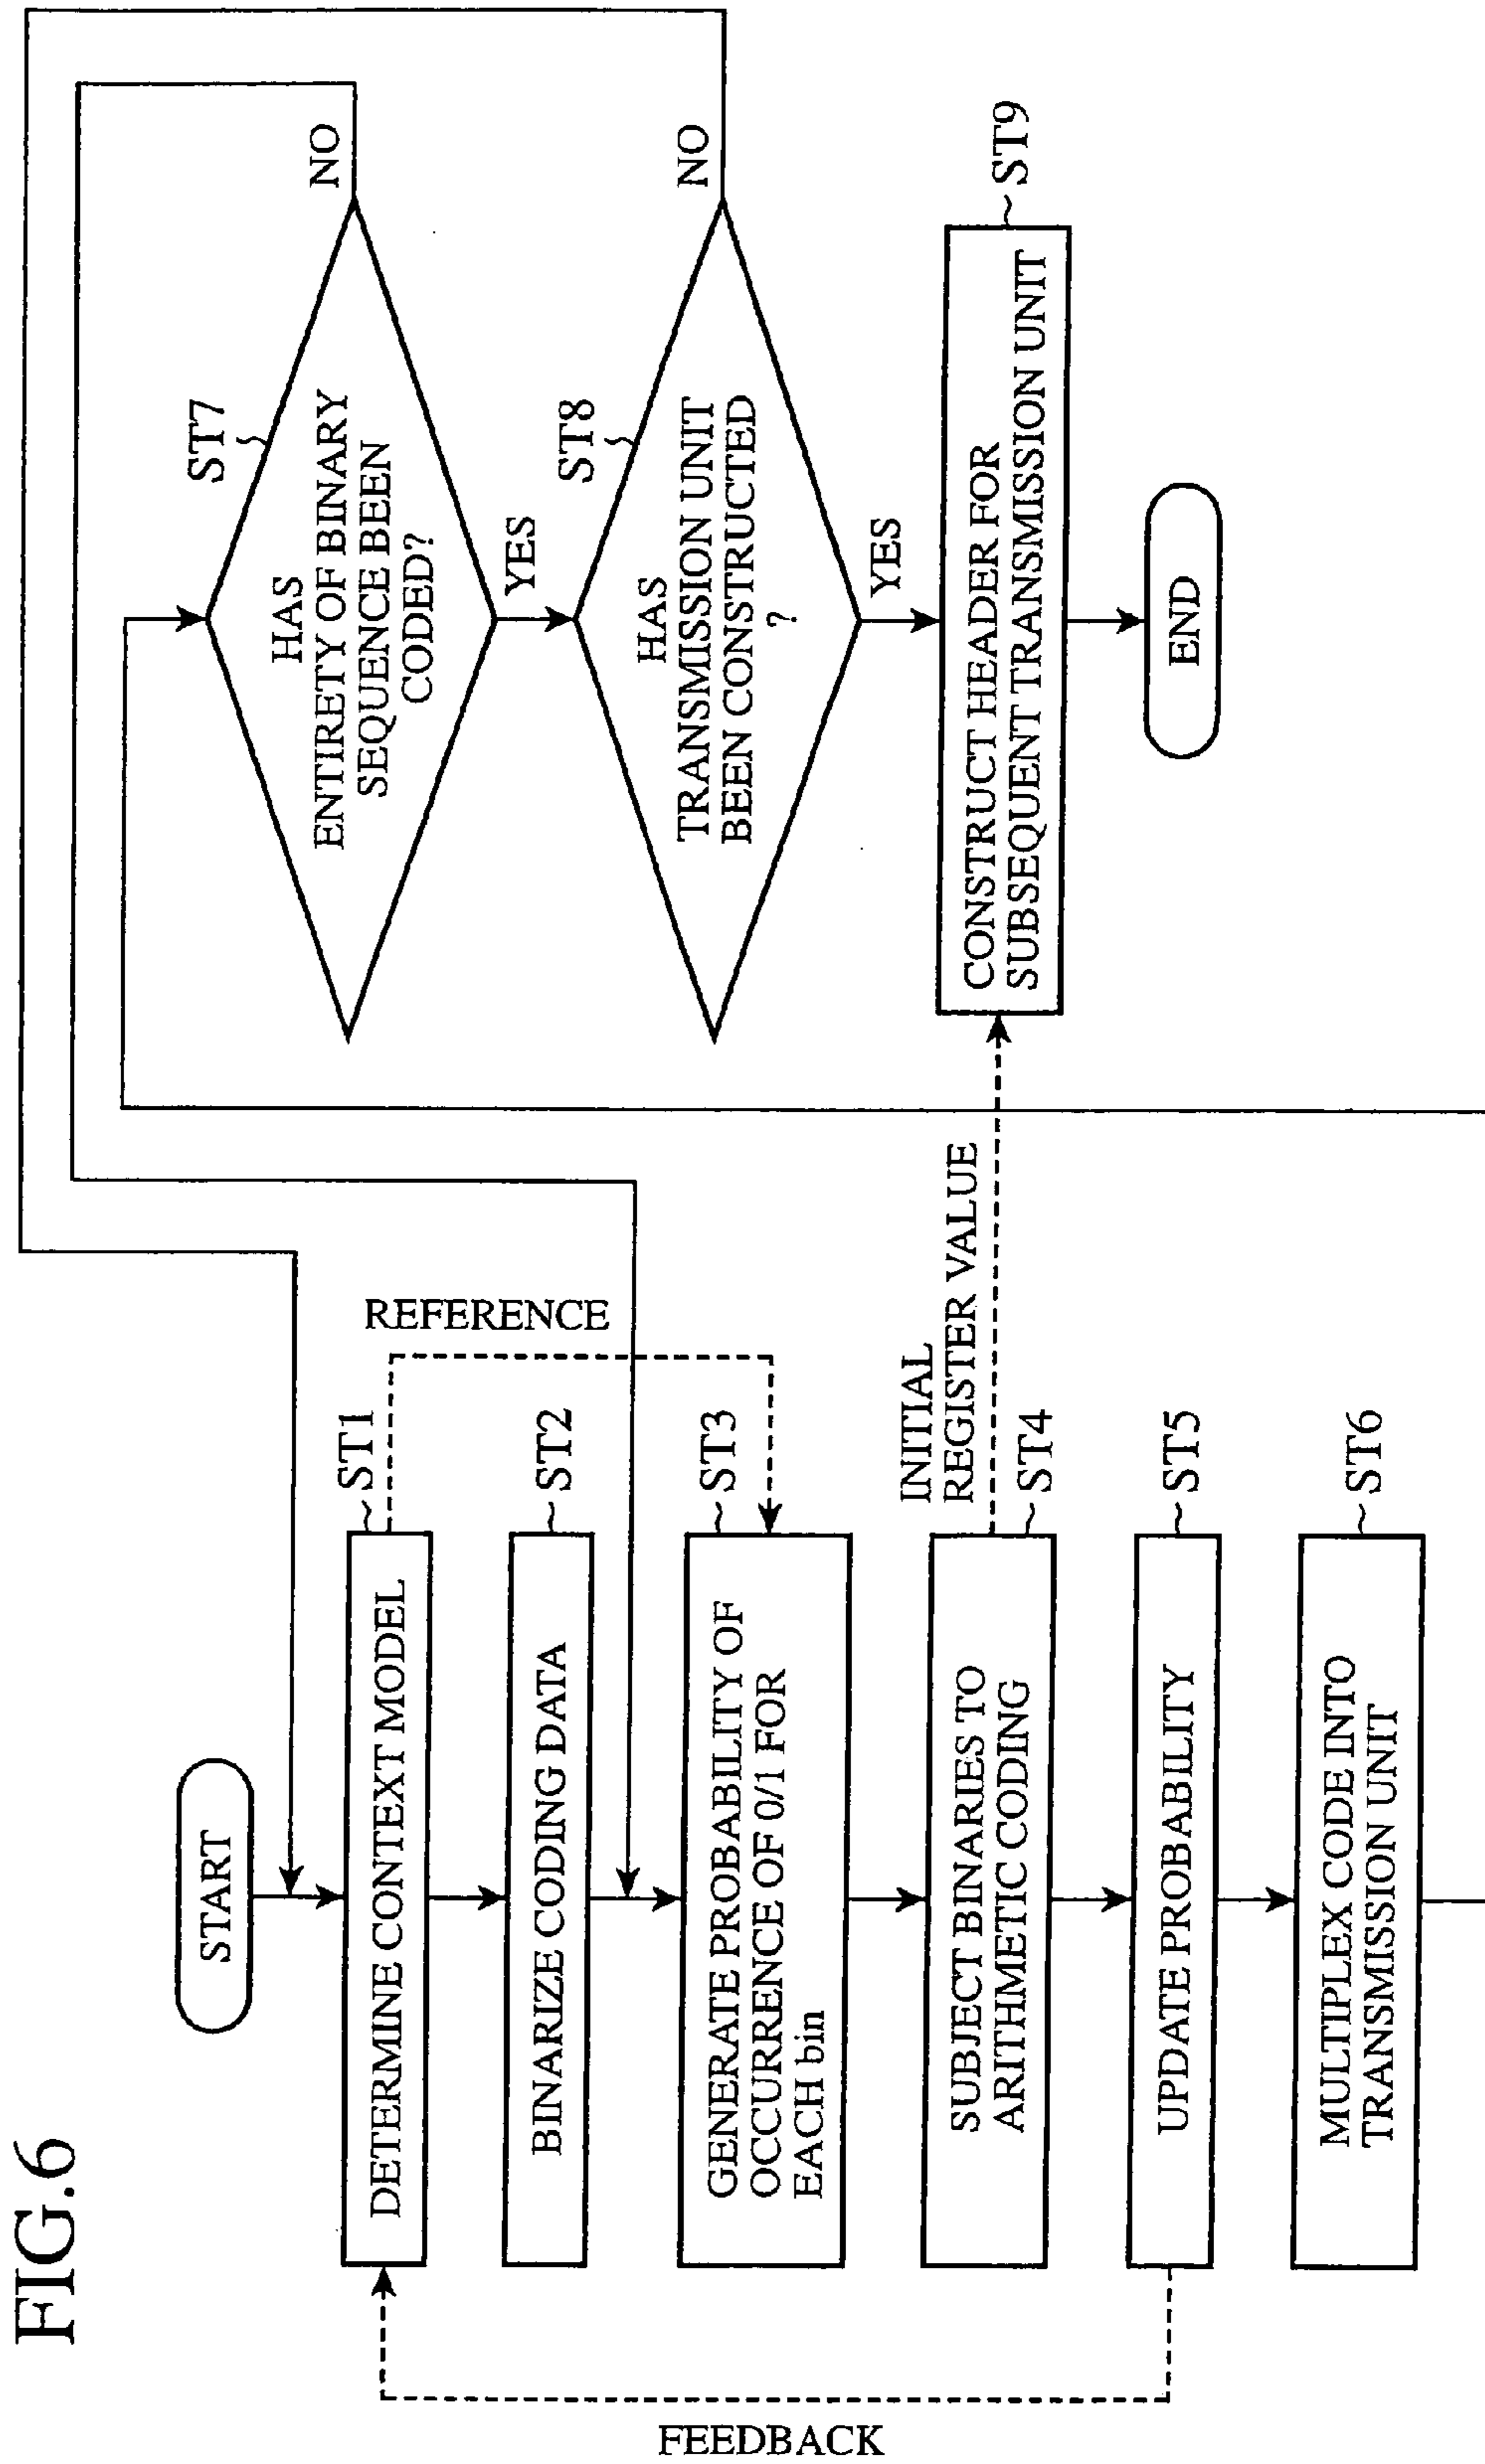 FIG.6
START
DETERMINE CONTEXT MODEL
ST1
REFERENCE
BINARIZE CODING DATA
ST2
GENERATE PROBABILITY OF
OCCURRENCE OF 0/1 FOR
EACH bin
ST3
INITIAL
REGISTER VALUE
SUBJECT BINARIES TO
ARITHMETIC CODING
ST4
UPDATE PROBABILITY
ST5
MULTIPLEX CODE INTO
TRANSMISSION UNIT
ST6
FEEDBACK
ST7
HAS
ENTIRETY OF BINARY
SEQUENCE BEEN
CODED?
NO
YES
ST8
HAS
TRANSMISSION UNIT
BEEN CONSTRUCTED
?
NO
YES
CONSTRUCT HEADER FOR
SUBSEQUENT TRANSMISSION UNIT
ST9
END